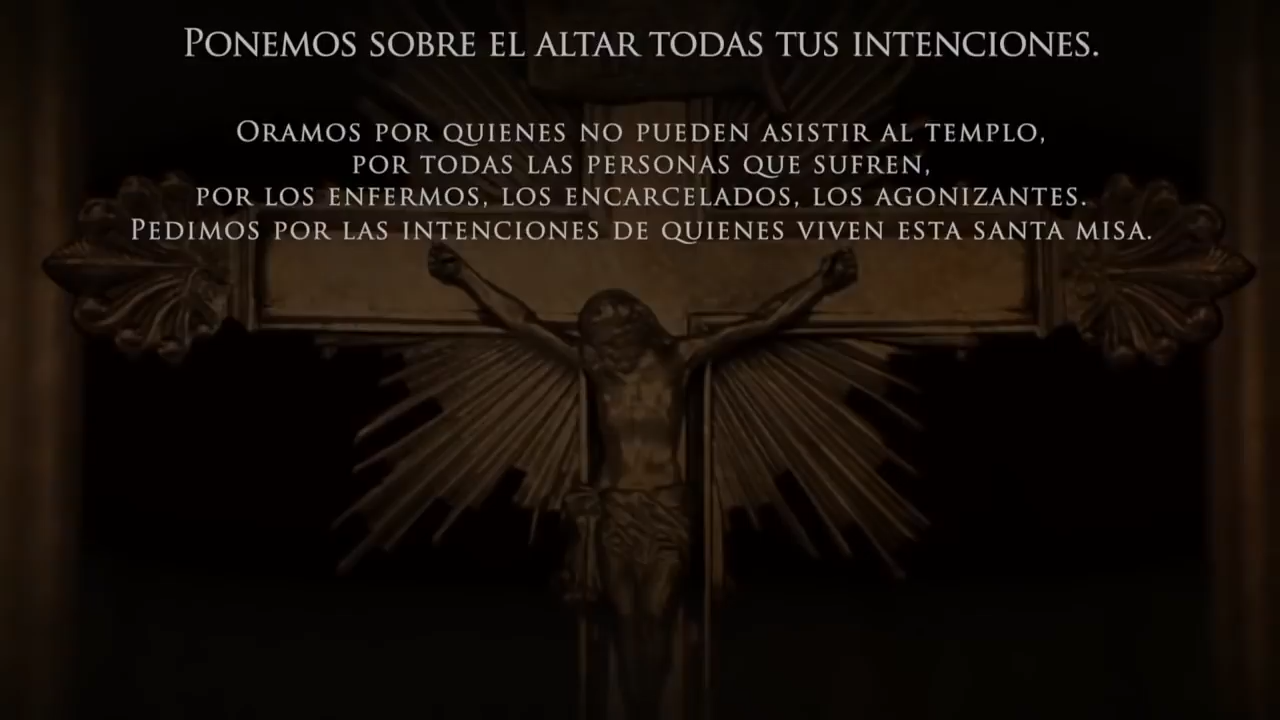 Ponemos sobre el altar todas tus intenciones.
Oramos por quienes no pueden asistir al templo,
por todas las personas que sufren,
por los enfermos, los encarcelados, los agonizantes.
Pedimos por las intenciones de quienes viven esta santa misa.